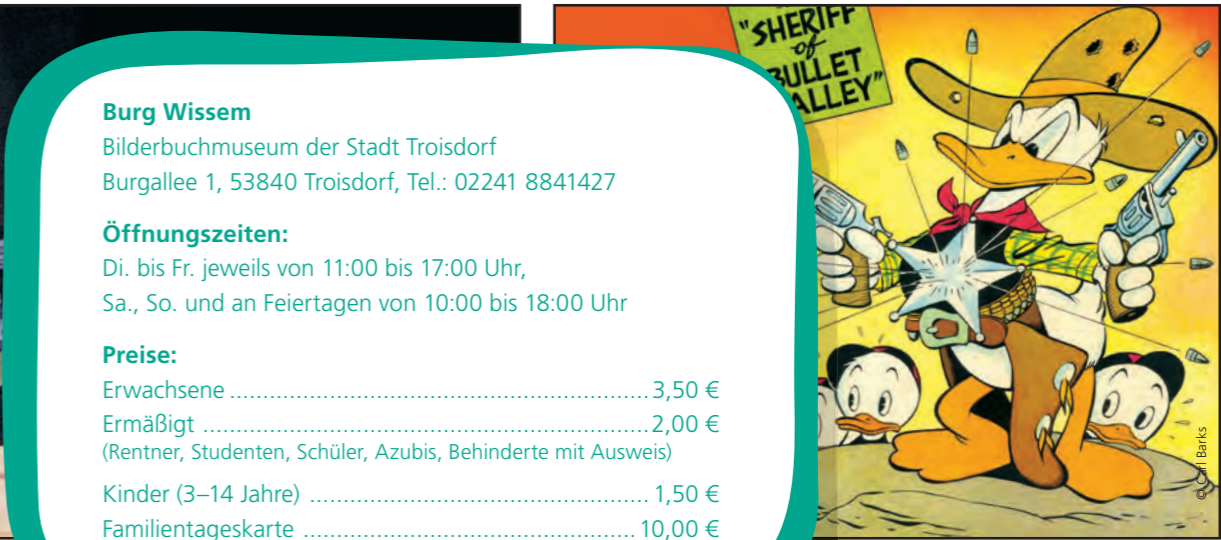 Burg Wissem
Bilderbuchmuseum der Stadt Troisdorf
Burgallee 1, 53840 Troisdorf, Tel.: 02241 8841427
Öffnungszeiten:
Di. bis Fr. jeweils von 11:00 bis 17:00 Uhr,
Sa., So. und an Feiertagen von 10:00 bis 18:00 Uhr
Preise:
Erwachsene ........................................................... 3,50 €
Ermäßigt ............................................................... 2,00 €
(Rentner, Studenten, Schüler, Azubis, Behinderte mit Ausweis)
Kinder (3–14 Jahre) ................................................ 1,50 €
Familientageskarte ............................................... 10,00 €
"SHERIFF
of
BULLET
ALLEY"
© Carl Barks